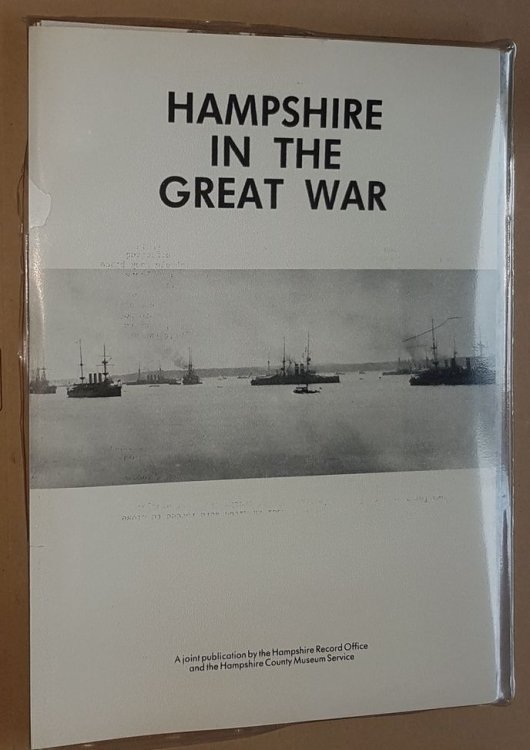 HAMPSHIRE
IN THE
GREAT WAR
A joint publication by the Hampshire Record Office
and the Hampshire County Museum Service